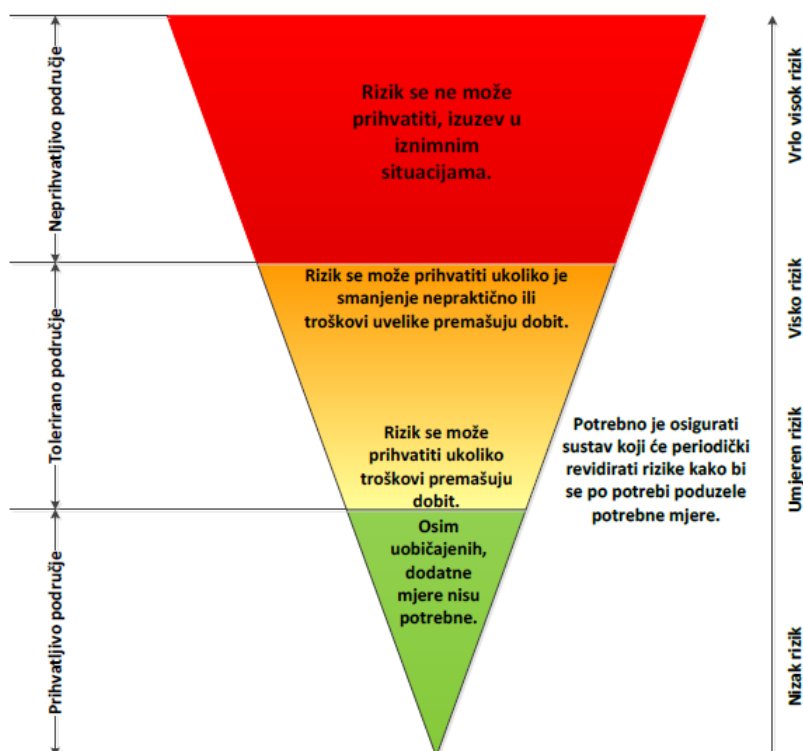 Neprihvatljivo područje
Rizik se ne može
prihvatiti, izuzev u
iznimnim
situacijama.
Vrlo visok rizik
Tolerirano područje
Rizik se može prihvatiti ukoliko je
smanjenje nepraktično ili
troškovi uvelike premašuju dobit.
Visko rizik
Rizik se može
prihvatiti ukoliko
troškovi premašuju
dobit.
Potrebno je osigurati
sustav koji će periodički
revidirati rizike kako bi
se po potrebi poduzele
potrebne mjere.
Umjeren rizik
Prihvatljivo područje
Osim
uobičajenih,
dodatne
mjere nisu
potrebne.
Nizak rizik